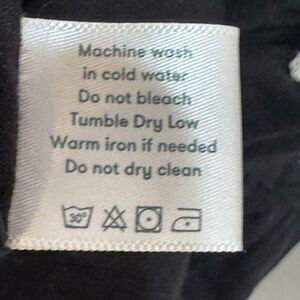 Machine wash
in cold water
Do not bleach
Tumble Dry Low
Warm iron if needed
Do not dry clean
30°